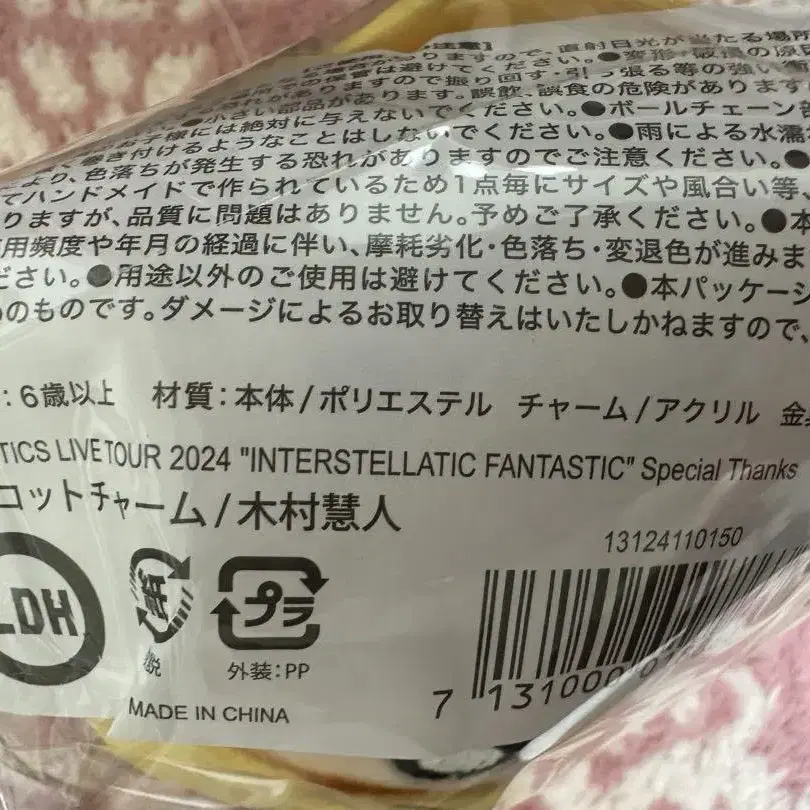 注意】
がありますので、直射日光が当たる場所
保管は避けてください。●変形・破損の原因
がありますので振り回す・引っ張る等の強い衝
●小さい部品があります。誤飲、誤食の危険があります
には絶対に与えないでください。●ボールチェーン
巻き付けるようなことはしないでください。●雨による水濡
より、色落ちが発生する恐れがありますのでご注意ください。●
てハンドメイドで作られているため1点毎にサイズや風合い等、
りますが、品質に問題はありません。予めご了承ください。●本
用頻度や年月の経過に伴い、摩耗劣化・色落ち・変退色が進みま
ださい。●用途以外のご使用は避けてください。●本パッケージ
のものです。ダメージによるお取り替えはいたしかねますので、
:6歳以上 材質:本体/ポリエステル チャーム/アクリル 金
TICS LIVE TOUR 2024 "INTERSTELLATIC FANTASTIC" Special Thanks
コットチャーム/木村慧人
13124110150
LDH
紙
プラ
外装:PP
7 131000
MADE IN CHINA